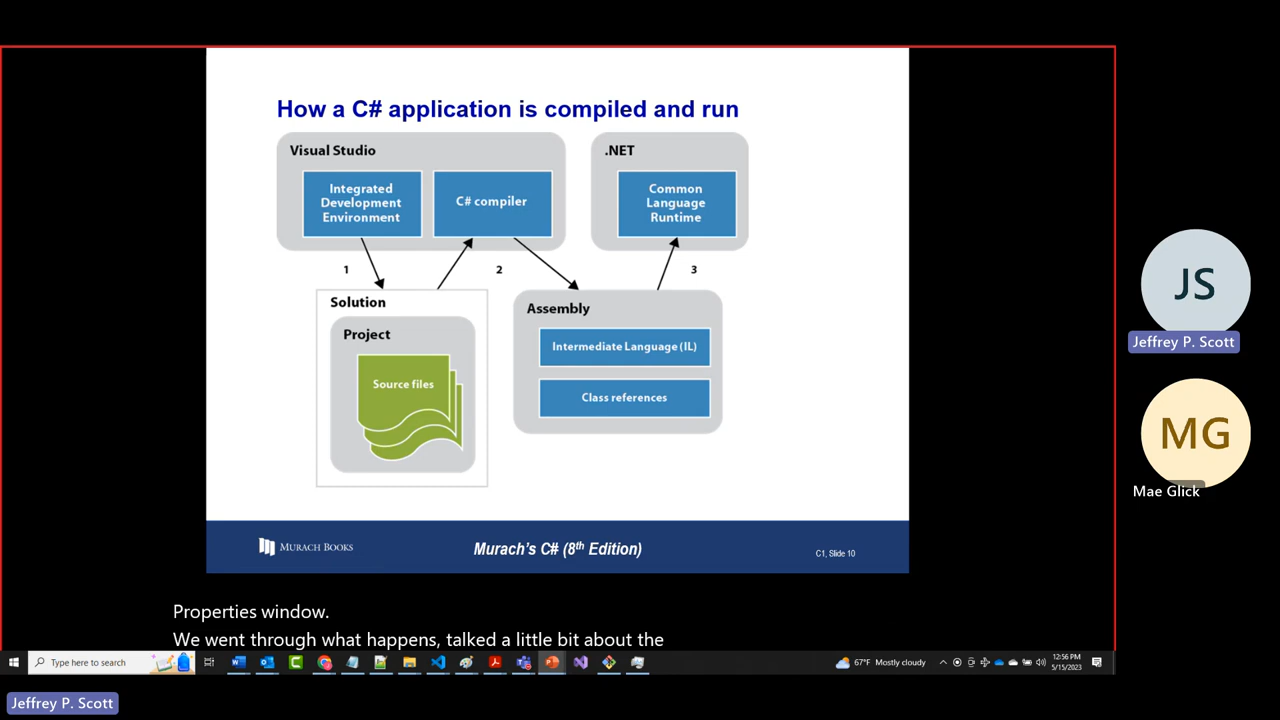 How a C# application is compiled and run
Visual Studio
Integrated
Development
Environment
C# compiler
.NET
Common
Language
Runtime
1
2
3
Solution
Project
Source files
Assembly
Intermediate Language (IL)
Class references
MURACH BOOKS
Murach's C# (8th Edition)
C1, Slide 10
JS
Jeffrey P. Scott
MG
Mae Glick
Properties window.
We went through what happens, talked a little bit about the
Type here to search
67°F Mostly cloudy
12:56 PM
5/15/2023
Jeffrey P. Scott